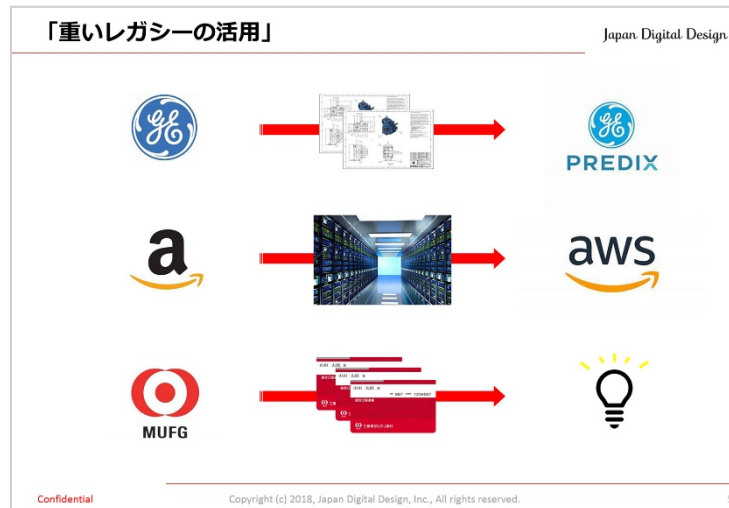 「重いレガシーの活用」
Japan Digital Design
GE
PREDIX
a
aws
MUFG
Confidential
Copyright (c) 2018, Japan Digital Design, Inc., All rights reserved.